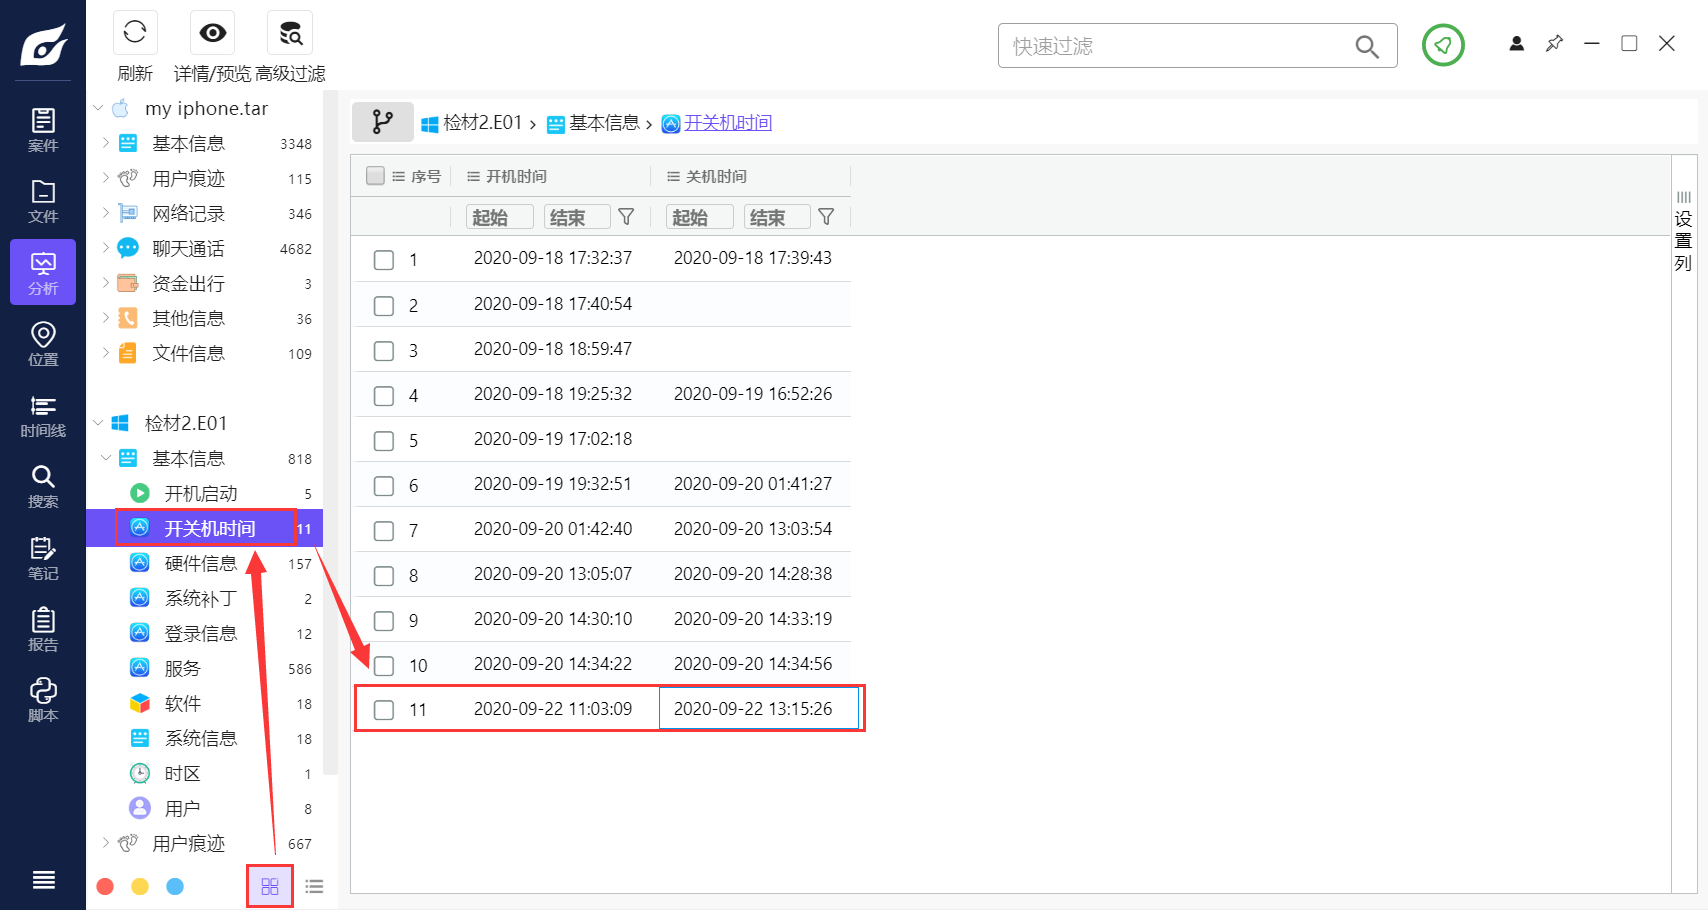 刷新 详情/预览 高级过滤
快速过滤
案件
文件
分析
位置
时间线
搜索
笔记
报告
脚本
my iphone.tar
基本信息 3348
用户痕迹 115
网络记录 346
聊天通话 4682
资金出行 3
其他信息 36
文件信息 109
检材2.E01
基本信息 818
开机启动 5
开关机时间 11
硬件信息 157
系统补丁 2
登录信息 12
服务 586
软件 18
系统信息 18
时区 1
用户 8
用户痕迹 667
检材2.E01 › 基本信息 › 开关机时间
序号 开机时间 关机时间
起始 结束 起始 结束
1 2020-09-18 17:32:37 2020-09-18 17:39:43
2 2020-09-18 17:40:54
3 2020-09-18 18:59:47
4 2020-09-18 19:25:32 2020-09-19 16:52:26
5 2020-09-19 17:02:18
6 2020-09-19 19:32:51 2020-09-20 01:41:27
7 2020-09-20 01:42:40 2020-09-20 13:03:54
8 2020-09-20 13:05:07 2020-09-20 14:28:38
9 2020-09-20 14:30:10 2020-09-20 14:33:19
10 2020-09-20 14:34:22 2020-09-20 14:34:56
11 2020-09-22 11:03:09 2020-09-22 13:15:26
设置列